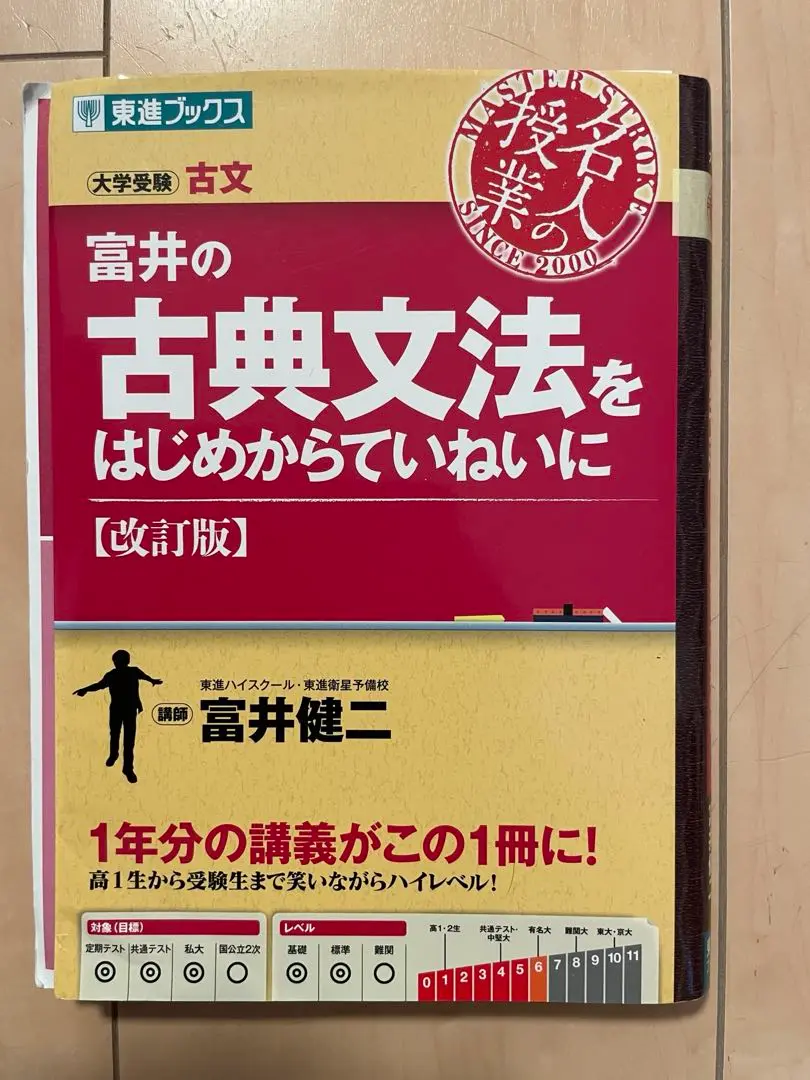 東進ブックス
MASTER STROKE
名人の
授業
SINCE 2000
大学受験 古文
富井の
古典文法を
はじめからていねいに
【改訂版】
東進ハイスクール・東進衛星予備校
講師 富井健二
1年分の講義がこの1冊に!
高1生から受験生まで笑いながらハイレベル!
対象(目標)
定期テスト 共通テスト 私大 国公立2次
◎ ◎ ◎ ○
レベル
基礎 標準 難関
◎ ◎ ○
高1・2生 共通テスト・中堅大 有名大 難関大 東大・京大
0 1 2 3 4 5 6 7 8 9 10 11